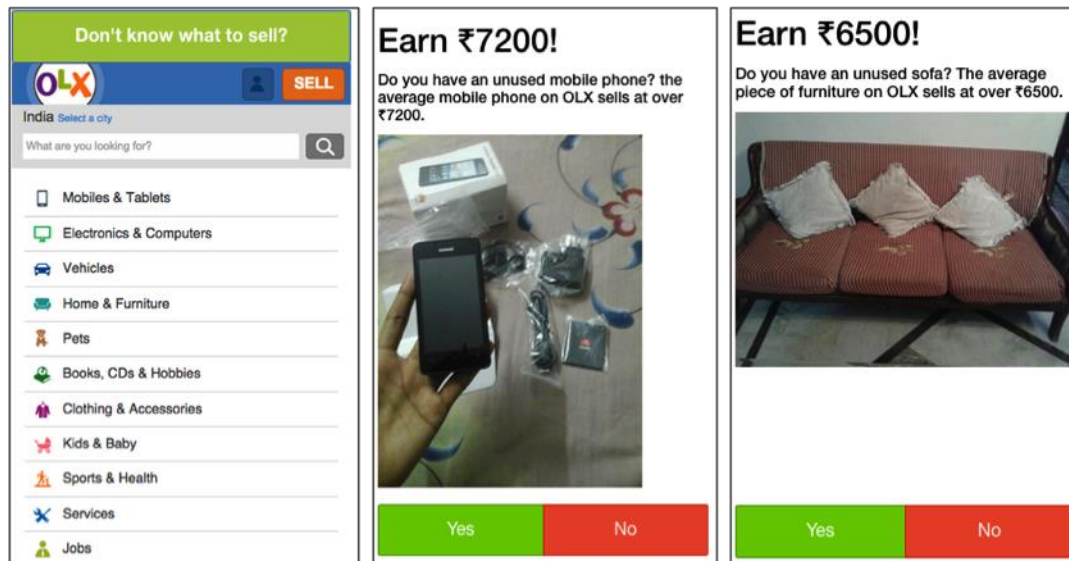 Don't know what to sell?
OLX
SELL
India Select a city
What are you looking for?
Mobiles & Tablets
Electronics & Computers
Vehicles
Home & Furniture
Pets
Books, CDs & Hobbies
Clothing & Accessories
Kids & Baby
Sports & Health
Services
Jobs
Earn ₹7200!
Do you have an unused mobile phone? the
average mobile phone on OLX sells at over
₹7200.
Yes
No
Earn ₹6500!
Do you have an unused sofa? The average
piece of furniture on OLX sells at over ₹6500.
Yes
No